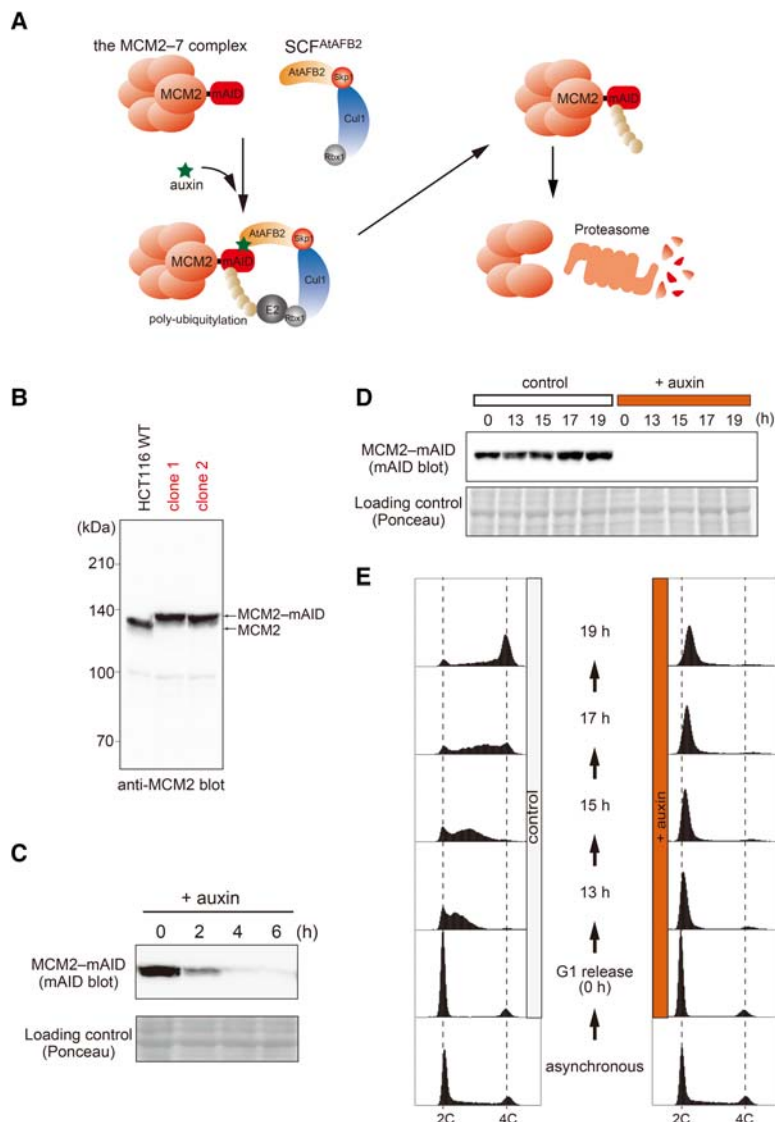 A
the MCM2–7 complex
SCFAtAFB2
MCM2
mAID
AtAFB2
Skp1
Cul1
Rbx1
auxin
MCM2
mAID
AtAFB2
Skp1
Cul1
E2
Rbx1
poly-ubiquitylation
MCM2
mAID
Proteasome
B
HCT116 WT
clone 1
clone 2
(kDa)
210
140
100
70
MCM2–mAID
MCM2
anti-MCM2 blot
C
+ auxin
0 2 4 6 (h)
MCM2–mAID
(mAID blot)
Loading control
(Ponceau)
D
control + auxin
0 13 15 17 19 0 13 15 17 19 (h)
MCM2–mAID
(mAID blot)
Loading control
(Ponceau)
E
control
19 h
17 h
15 h
13 h
G1 release
(0 h)
asynchronous
+ auxin
2C 4C
2C 4C